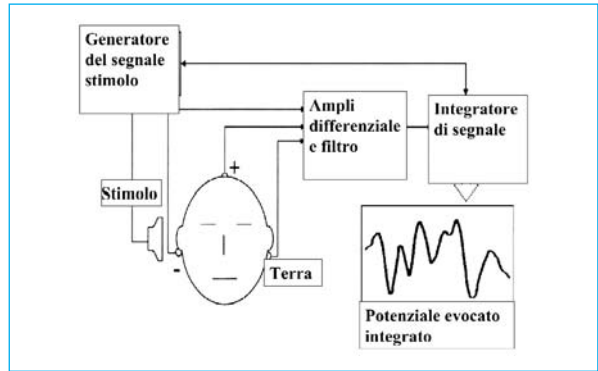 Generatore
del segnale
stimolo
Ampli
differenziale
e filtro
Integratore
di segnale
Stimolo
+
-
Terra
Potenziale evocato
integrato